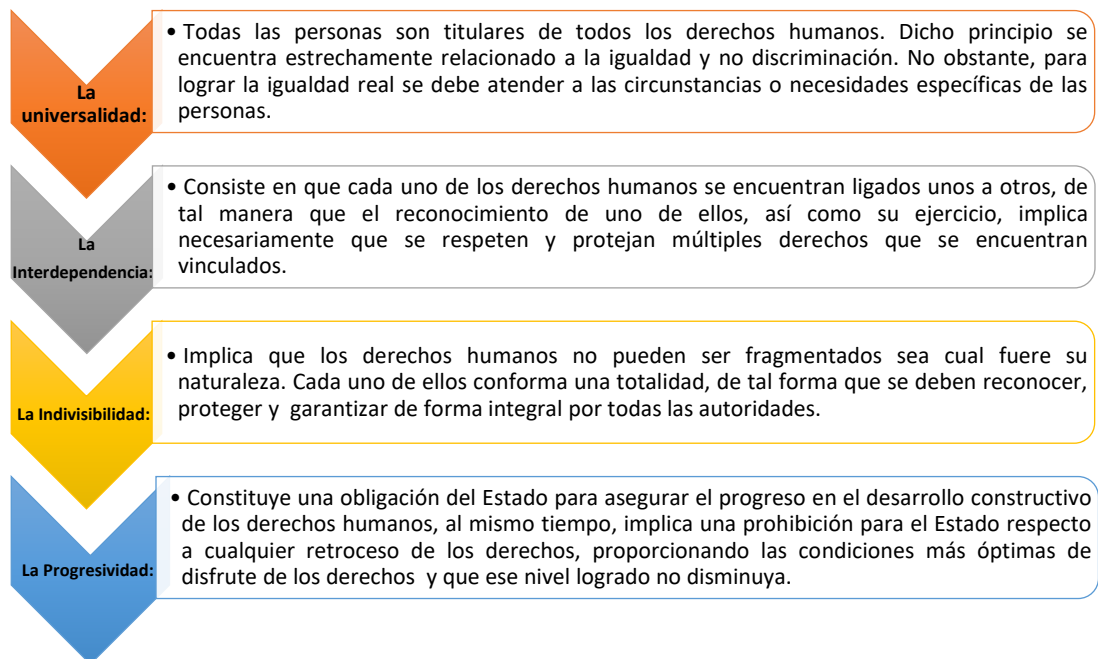 La
universalidad:
• Todas las personas son titulares de todos los derechos humanos. Dicho principio se
encuentra estrechamente relacionado a la igualdad y no discriminación. No obstante, para
lograr la igualdad real se debe atender a las circunstancias o necesidades específicas de las
personas.
La
Interdependencia:
• Consiste en que cada uno de los derechos humanos se encuentran ligados unos a otros, de
tal manera que el reconocimiento de uno de ellos, así como su ejercicio, implica
necesariamente que se respeten y protejan múltiples derechos que se encuentran
vinculados.
La Indivisibilidad:
• Implica que los derechos humanos no pueden ser fragmentados sea cual fuere su
naturaleza. Cada uno de ellos conforma una totalidad, de tal forma que se deben reconocer,
proteger y garantizar de forma integral por todas las autoridades.
La Progresividad:
• Constituye una obligación del Estado para asegurar el progreso en el desarrollo constructivo
de los derechos humanos, al mismo tiempo, implica una prohibición para el Estado respecto
a cualquier retroceso de los derechos, proporcionando las condiciones más óptimas de
disfrute de los derechos y que ese nivel logrado no disminuya.